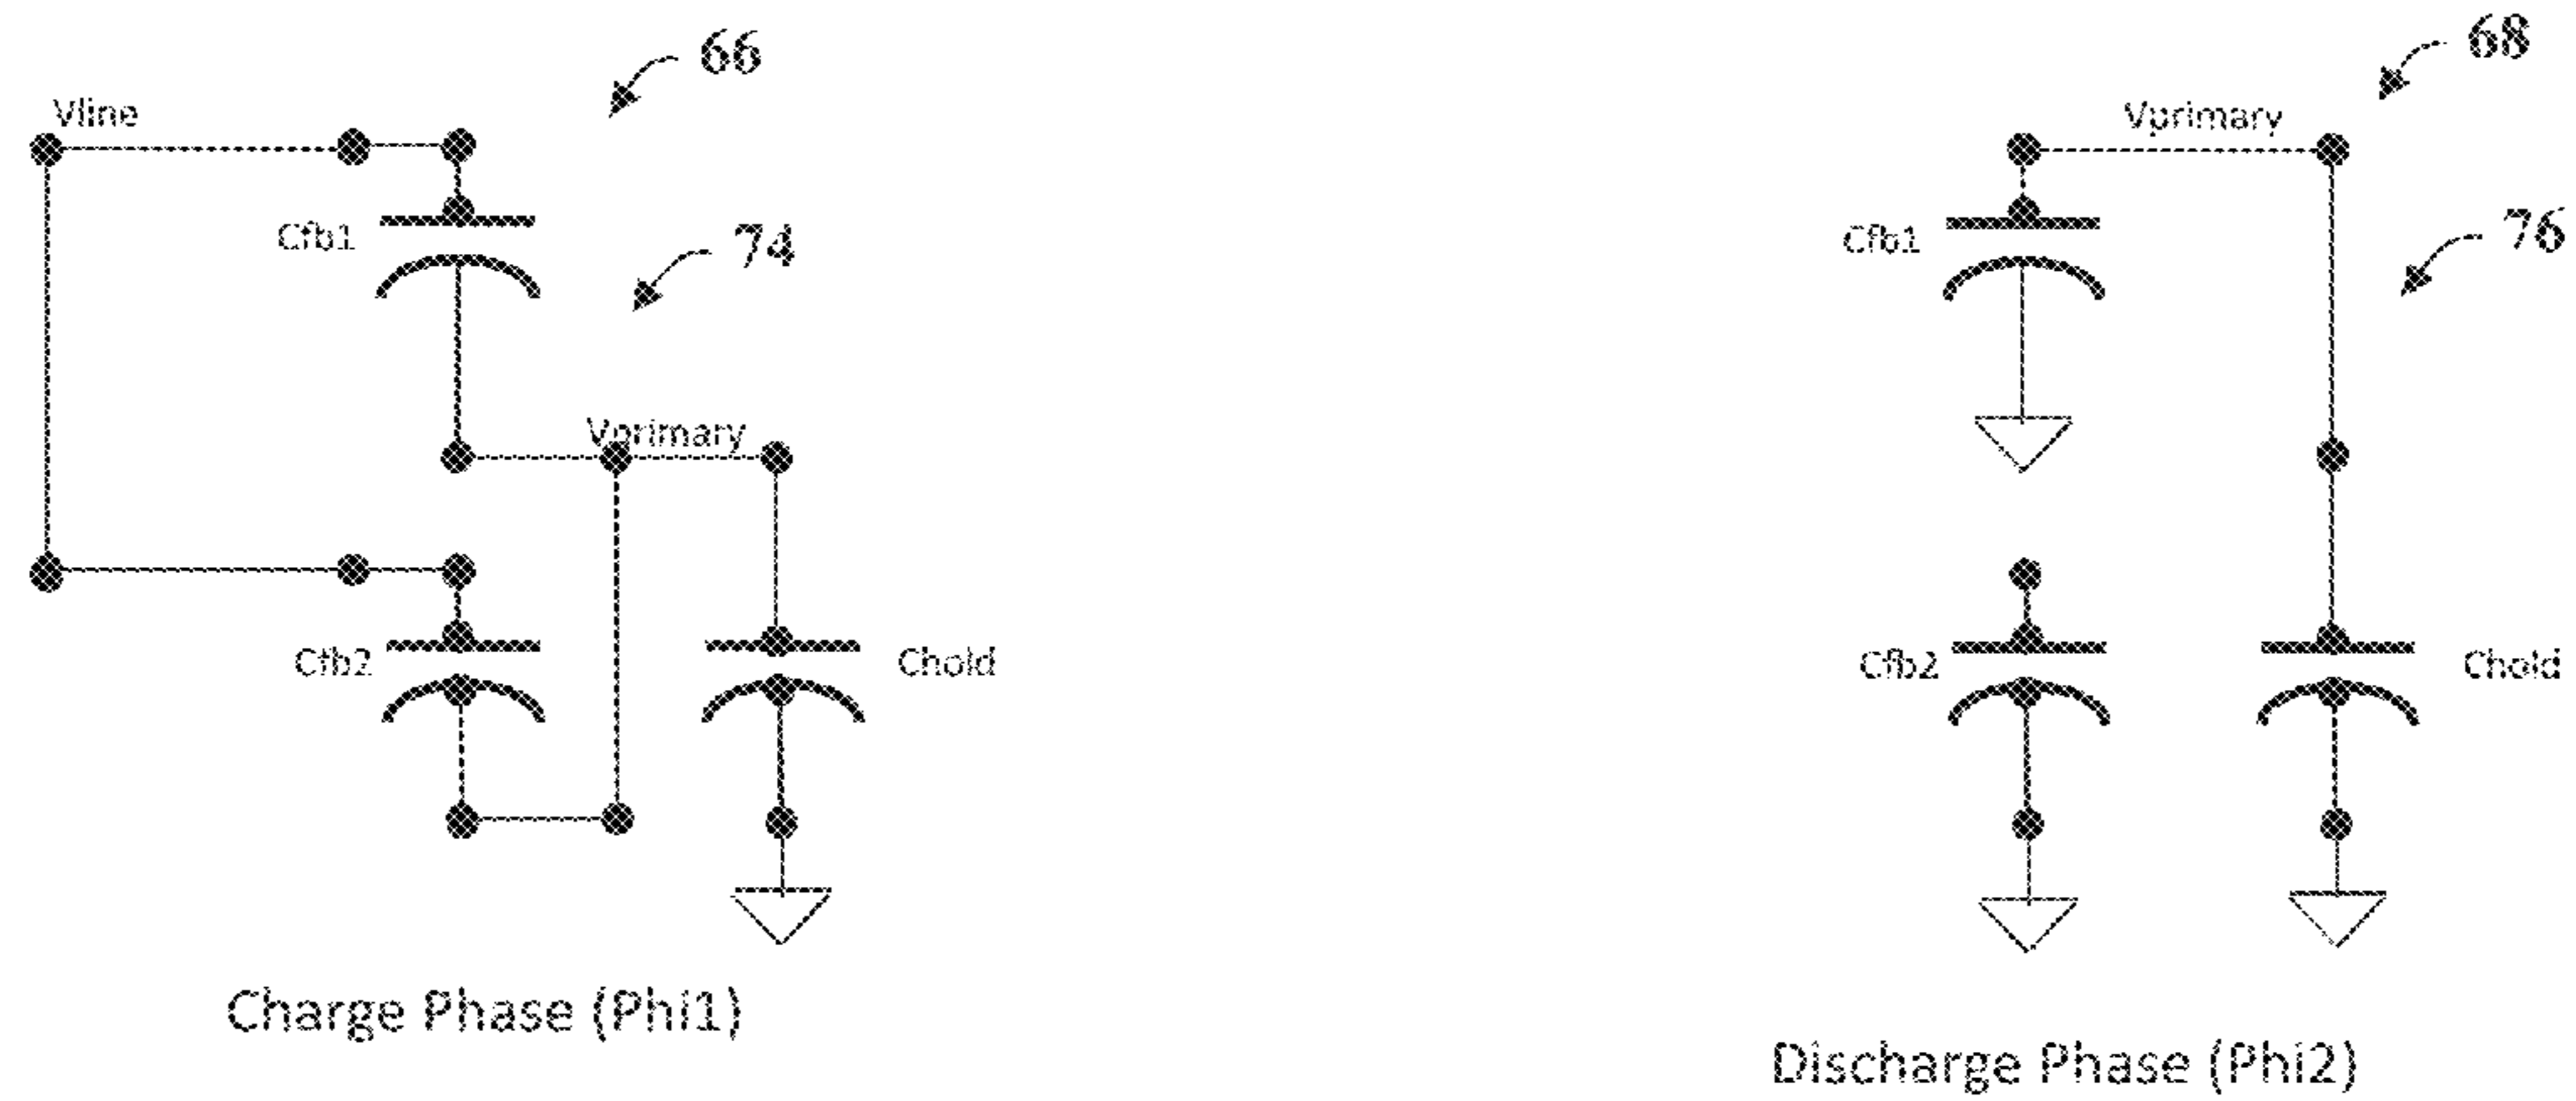 66
Vline
Cfb1
74
Vprimary
Cfb2
Chold
Charge Phase (Phi1)
68
Vprimary
Cfb1
76
Cfb2
Chold
Discharge Phase (Phi2)